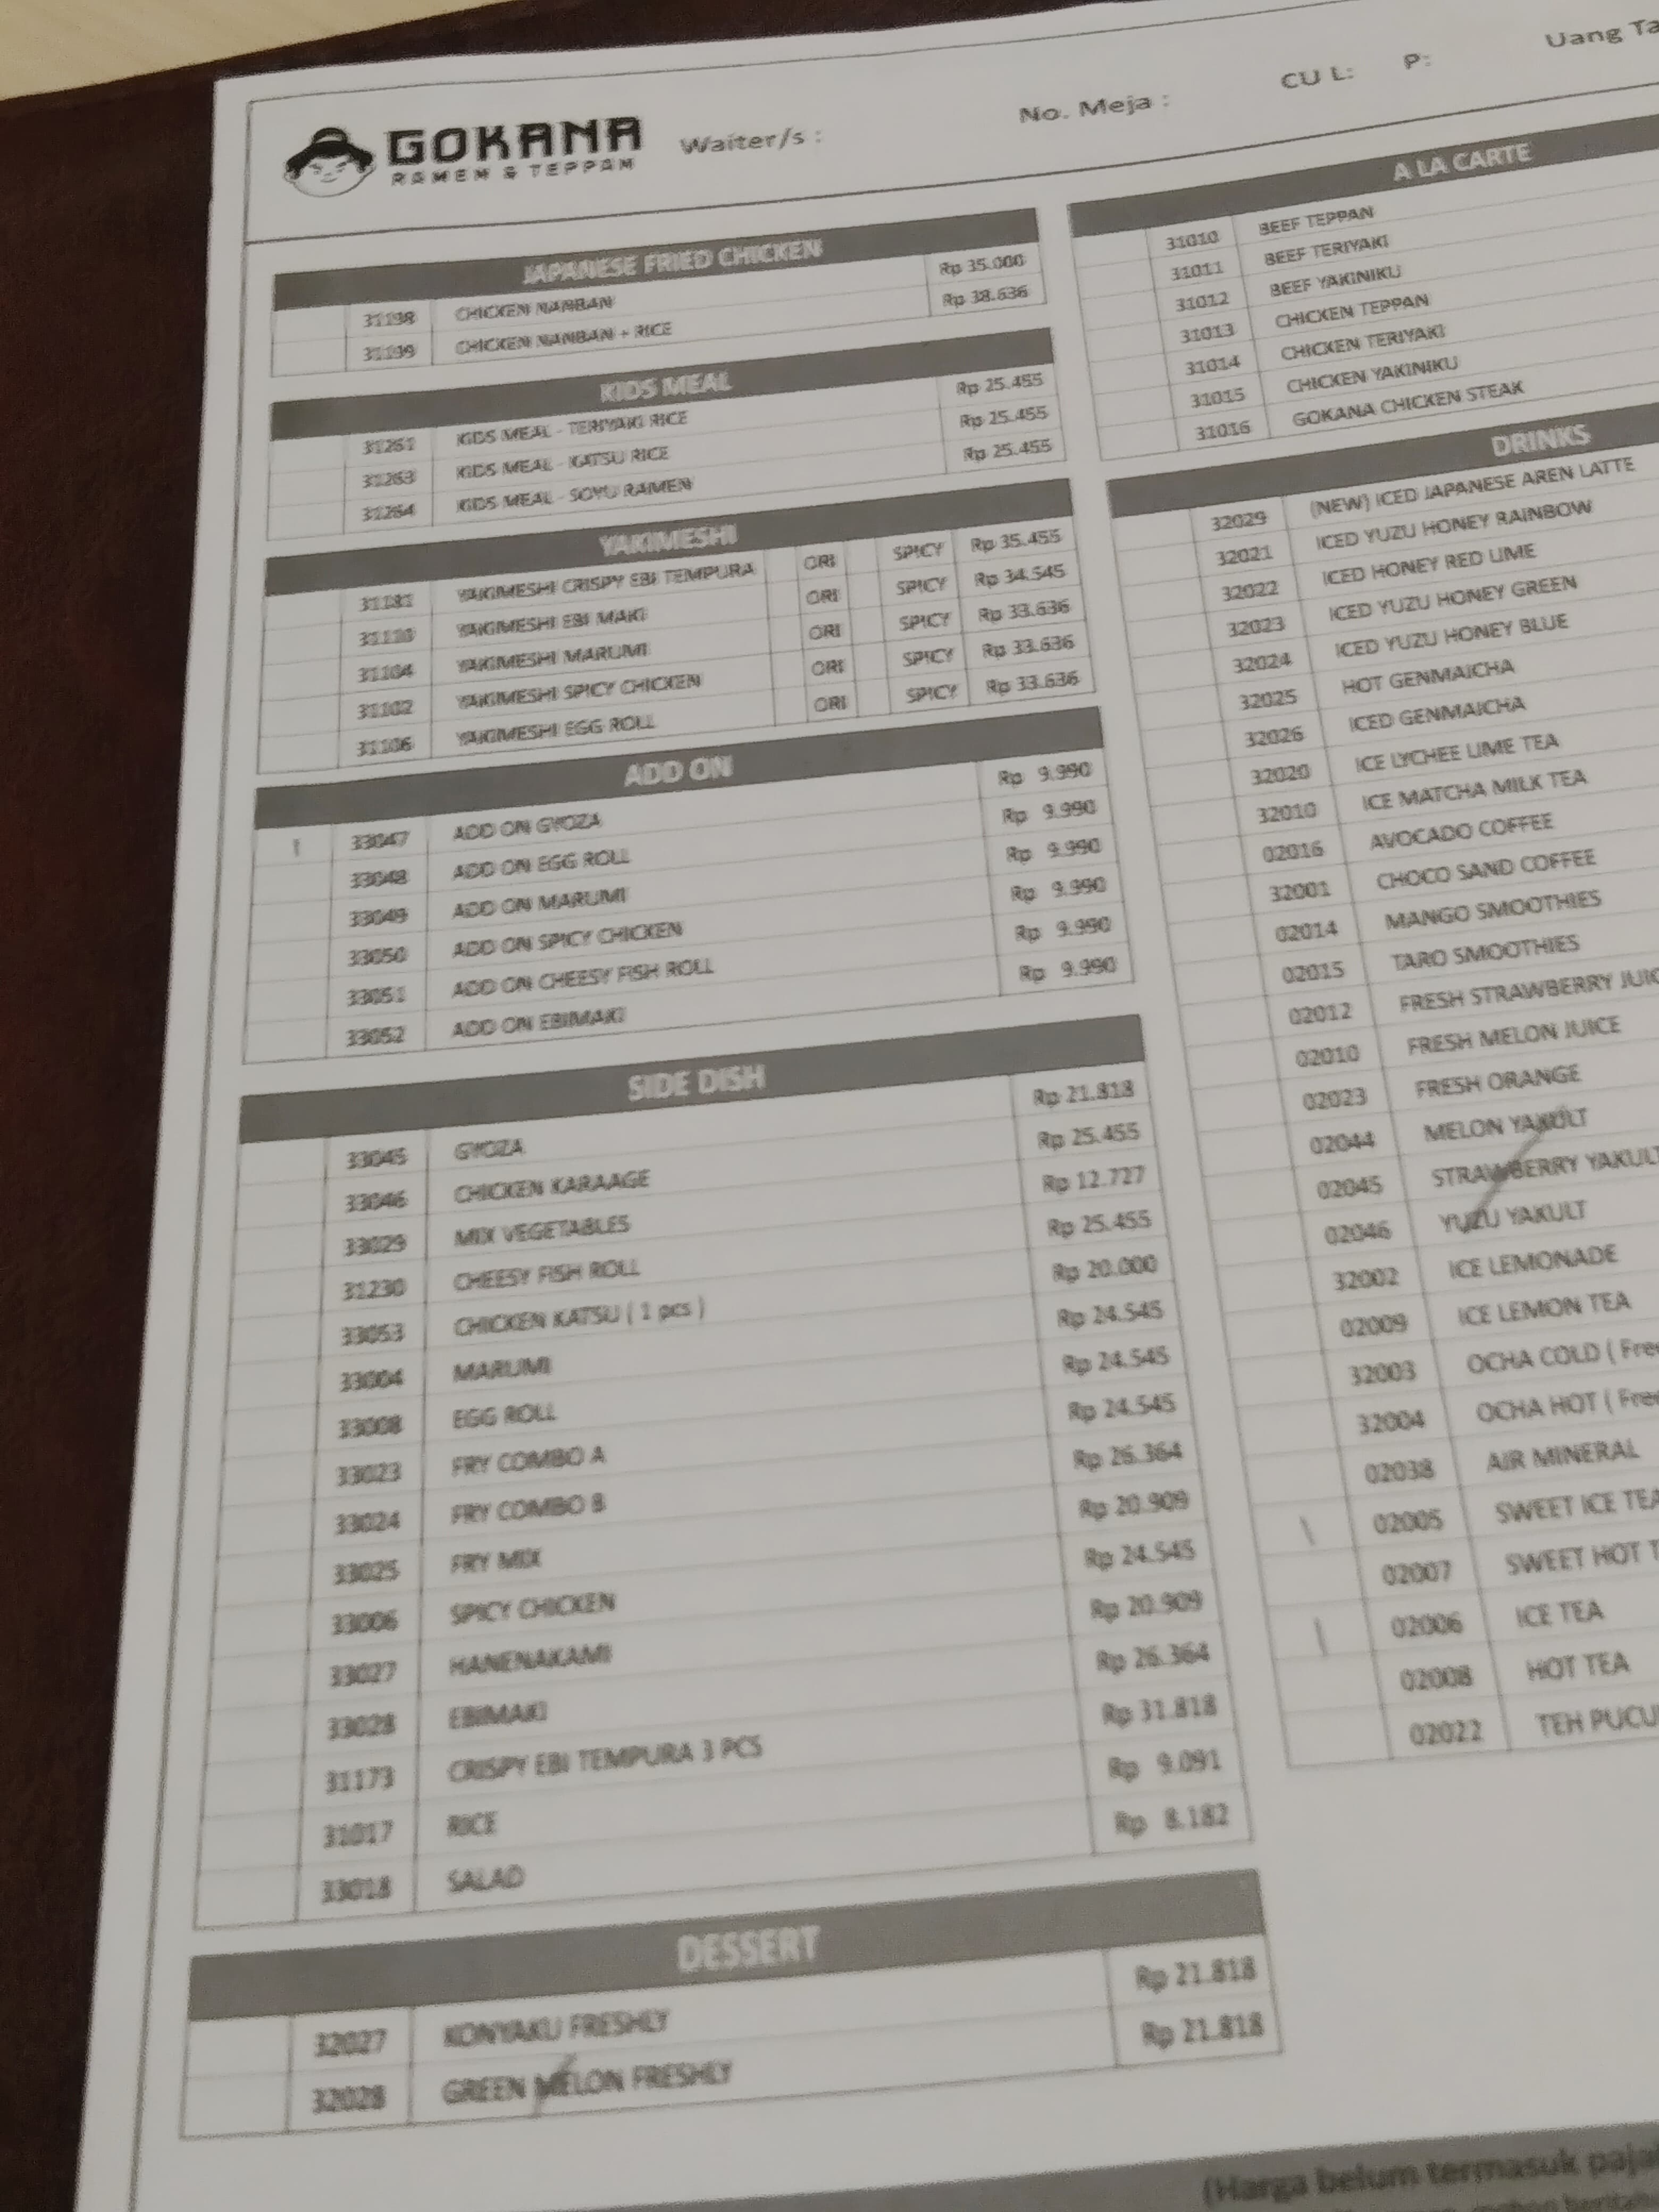 GOKANA
RAMEN & TEPPAN
Waiter/s :
No. Meja :
CU L:
P:
Uang Ta
JAPANESE FRIED CHICKEN
31198 CHICKEN NANBAN Rp 35.000
31199 CHICKEN NANBAN + RICE Rp 38.636
KIDS MEAL
31261 KIDS MEAL - TERIYAKI RICE Rp 25.455
31263 KIDS MEAL - KATSU RICE Rp 25.455
31264 KIDS MEAL - SOYU RAMEN Rp 25.455
YAKIMESHI
31181 YAKIMESHI CRISPY EBI TEMPURA ORI SPICY Rp 35.455
31110 YAKIMESHI EBI MAKI ORI SPICY Rp 34.545
31104 YAKIMESHI MARUMI ORI SPICY Rp 33.636
31102 YAKIMESHI SPICY CHICKEN ORI SPICY Rp 33.636
31106 YAKIMESHI EGG ROLL ORI SPICY Rp 33.636
ADD ON
33047 ADD ON GYOZA Rp 9.990
33048 ADD ON EGG ROLL Rp 9.990
33049 ADD ON MARUMI Rp 9.990
33050 ADD ON SPICY CHICKEN Rp 9.990
33051 ADD ON CHEESY FISH ROLL Rp 9.990
33052 ADD ON EBIMAKI Rp 9.990
SIDE DISH
33045 GYOZA Rp 21.818
33046 CHICKEN KARAAGE Rp 25.455
33029 MIX VEGETABLES Rp 12.727
31230 CHEESY FISH ROLL Rp 25.455
33053 CHICKEN KATSU ( 1 pcs ) Rp 20.000
33004 MARUMI Rp 24.545
33008 EGG ROLL Rp 24.545
33023 FRY COMBO A Rp 24.545
33024 FRY COMBO B Rp 26.364
33025 FRY MIX Rp 20.909
33006 SPICY CHICKEN Rp 24.545
33027 HANENAKAMI Rp 20.909
33028 EBIMAKI Rp 26.364
31173 CRISPY EBI TEMPURA 3 PCS Rp 31.818
31017 RICE Rp 9.091
33018 SALAD Rp 8.182
DESSERT
32027 KONYAKU FRESHLY Rp 21.818
32028 GREEN MELON FRESHLY Rp 21.818
A LA CARTE
31010 BEEF TEPPAN
31011 BEEF TERIYAKI
31012 BEEF YAKINIKU
31013 CHICKEN TEPPAN
31014 CHICKEN TERIYAKI
31015 CHICKEN YAKINIKU
31016 GOKANA CHICKEN STEAK
DRINKS
32029 (NEW) ICED JAPANESE AREN LATTE
32021 ICED YUZU HONEY RAINBOW
32022 ICED HONEY RED LIME
32023 ICED YUZU HONEY GREEN
32024 ICED YUZU HONEY BLUE
32025 HOT GENMAICHA
32026 ICED GENMAICHA
32020 ICE LYCHEE LIME TEA
32010 ICE MATCHA MILK TEA
02016 AVOCADO COFFEE
32001 CHOCO SAND COFFEE
02014 MANGO SMOOTHIES
02015 TARO SMOOTHIES
02012 FRESH STRAWBERRY JUIC
02010 FRESH MELON JUICE
02023 FRESH ORANGE
02044 MELON YAKULT
02045 STRAWBERRY YAKULT
02046 YUZU YAKULT
32002 ICE LEMONADE
02009 ICE LEMON TEA
32003 OCHA COLD ( Free
32004 OCHA HOT ( Free
02038 AIR MINERAL
02005 SWEET ICE TEA
02007 SWEET HOT T
02006 ICE TEA
02008 HOT TEA
02022 TEH PUCU
(Harga belum termasuk pajak